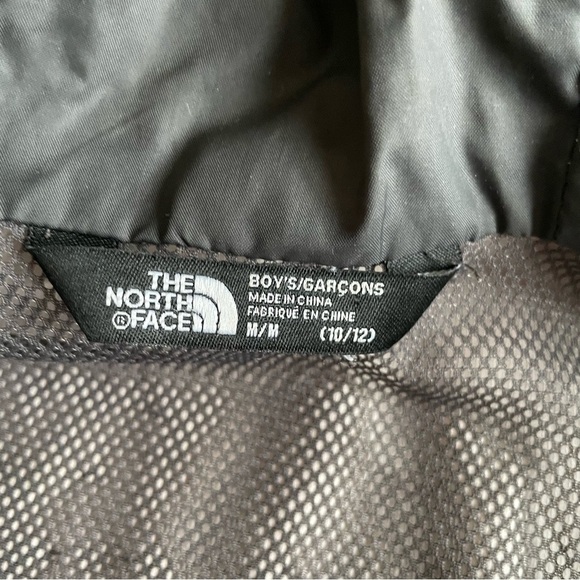 THE
NORTH
®FACE
BOY'S/GARÇONS
MADE IN CHINA
FABRIQUÉ EN CHINE
M/M (10/12)